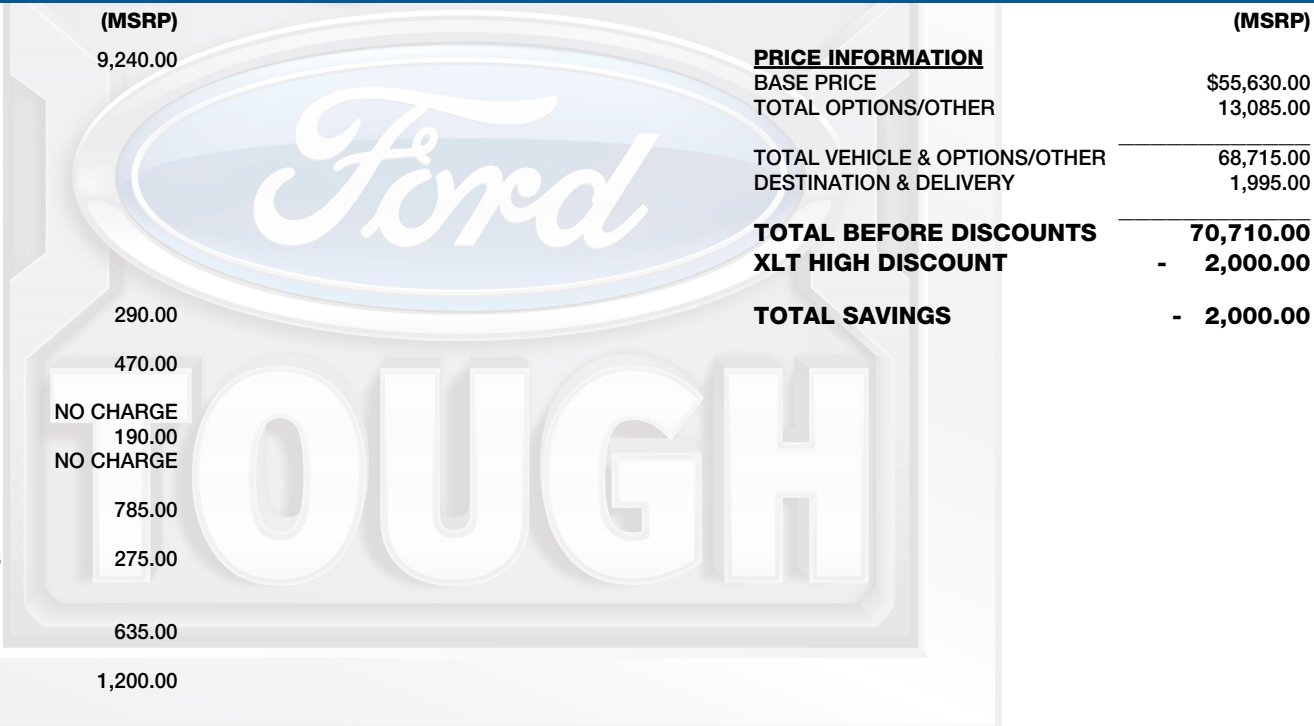 (MSRP)
9,240.00
290.00
470.00
NO CHARGE
190.00
NO CHARGE
785.00
275.00
635.00
1,200.00
Ford
TOUGH
(MSRP)
PRICE INFORMATION
BASE PRICE $55,630.00
TOTAL OPTIONS/OTHER 13,085.00
TOTAL VEHICLE & OPTIONS/OTHER 68,715.00
DESTINATION & DELIVERY 1,995.00
TOTAL BEFORE DISCOUNTS 70,710.00
XLT HIGH DISCOUNT - 2,000.00
TOTAL SAVINGS - 2,000.00